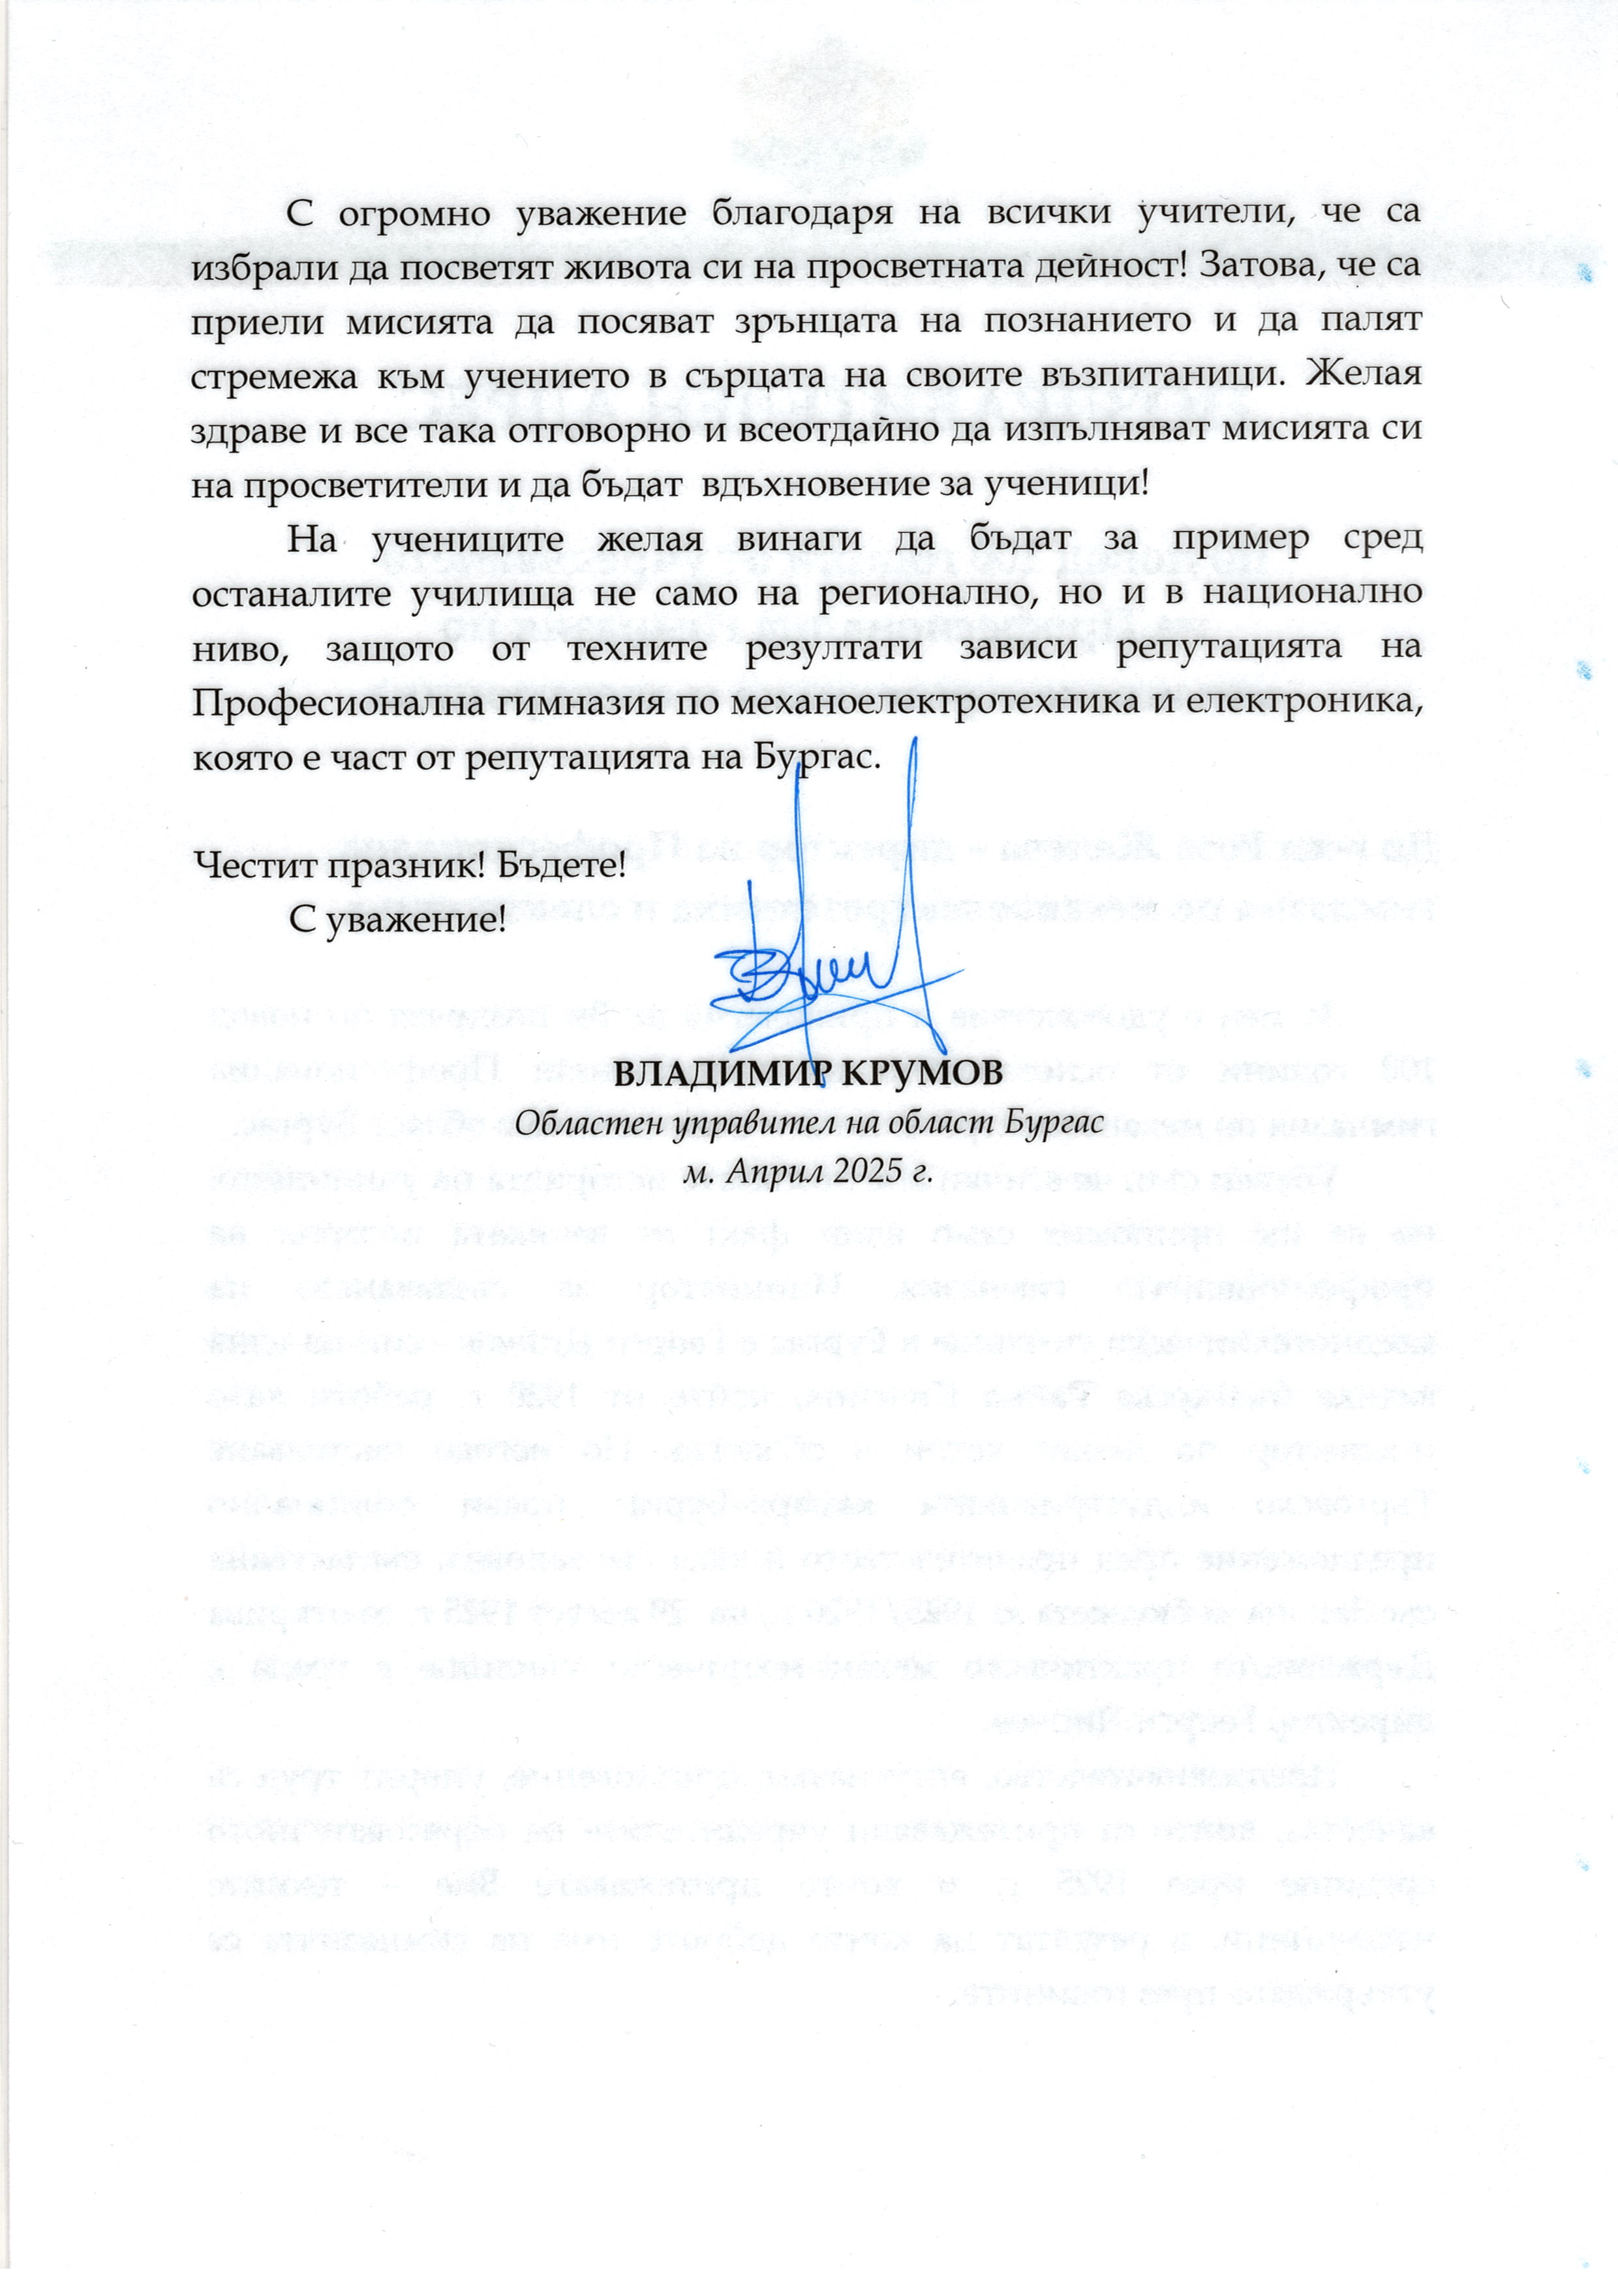 С огромно уважение благодаря на всички учители, че са
избрали да посветят живота си на просветната дейност! Затова, че са
приели мисията да посяват зрънцата на познанието и да палят
стремежа към учението в сърцата на своите възпитаници. Желая
здраве и все така отговорно и всеотдайно да изпълняват мисията си
на просветители и да бъдат  вдъхновение за ученици!
На учениците желая винаги да бъдат за пример сред
останалите училища не само на регионално, но и в национално
ниво, защото от техните резултати зависи репутацията на
Професионална гимназия по механоелектротехника и електроника,
която е част от репутацията на Бургас.
Честит празник! Бъдете!
С уважение!
ВЛАДИМИР КРУМОВ
Областен управител на област Бургас
м. Април 2025 г.